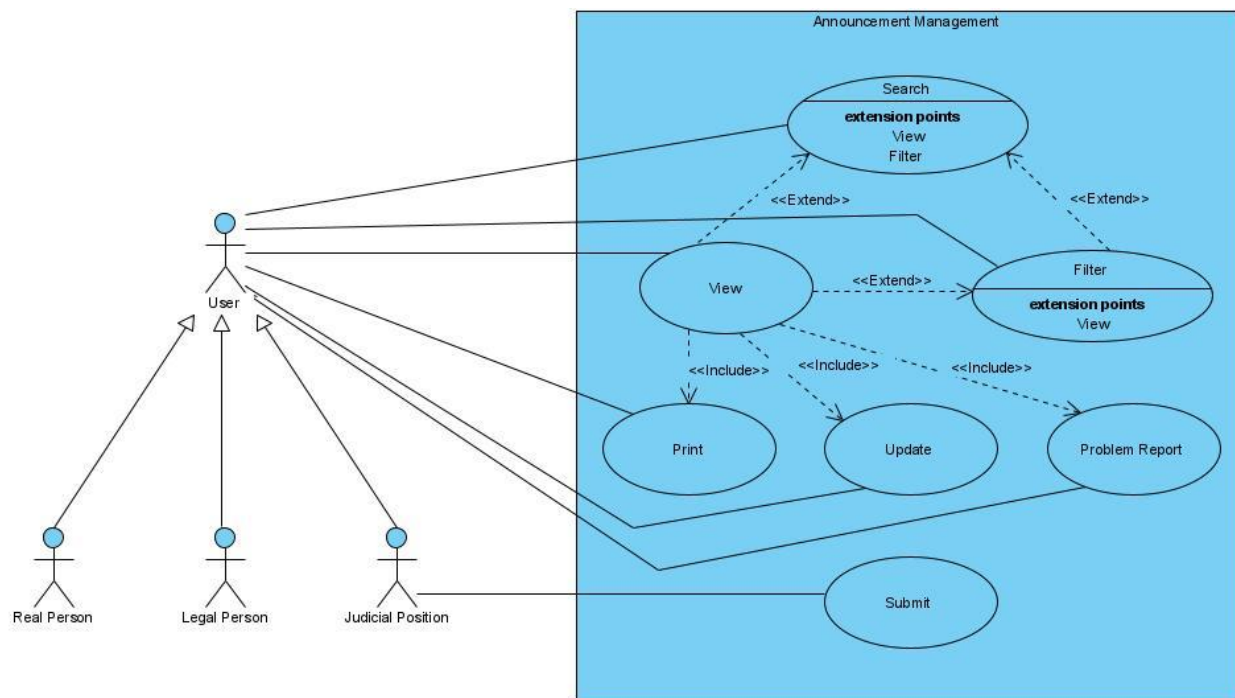 Announcement Management
Search
extension points
View
Filter
<<Extend>>
<<Extend>>
User
View
<<Extend>>
Filter
extension points
View
<<Include>>
<<Include>>
<<Include>>
Print
Update
Problem Report
Real Person
Legal Person
Judicial Position
Submit